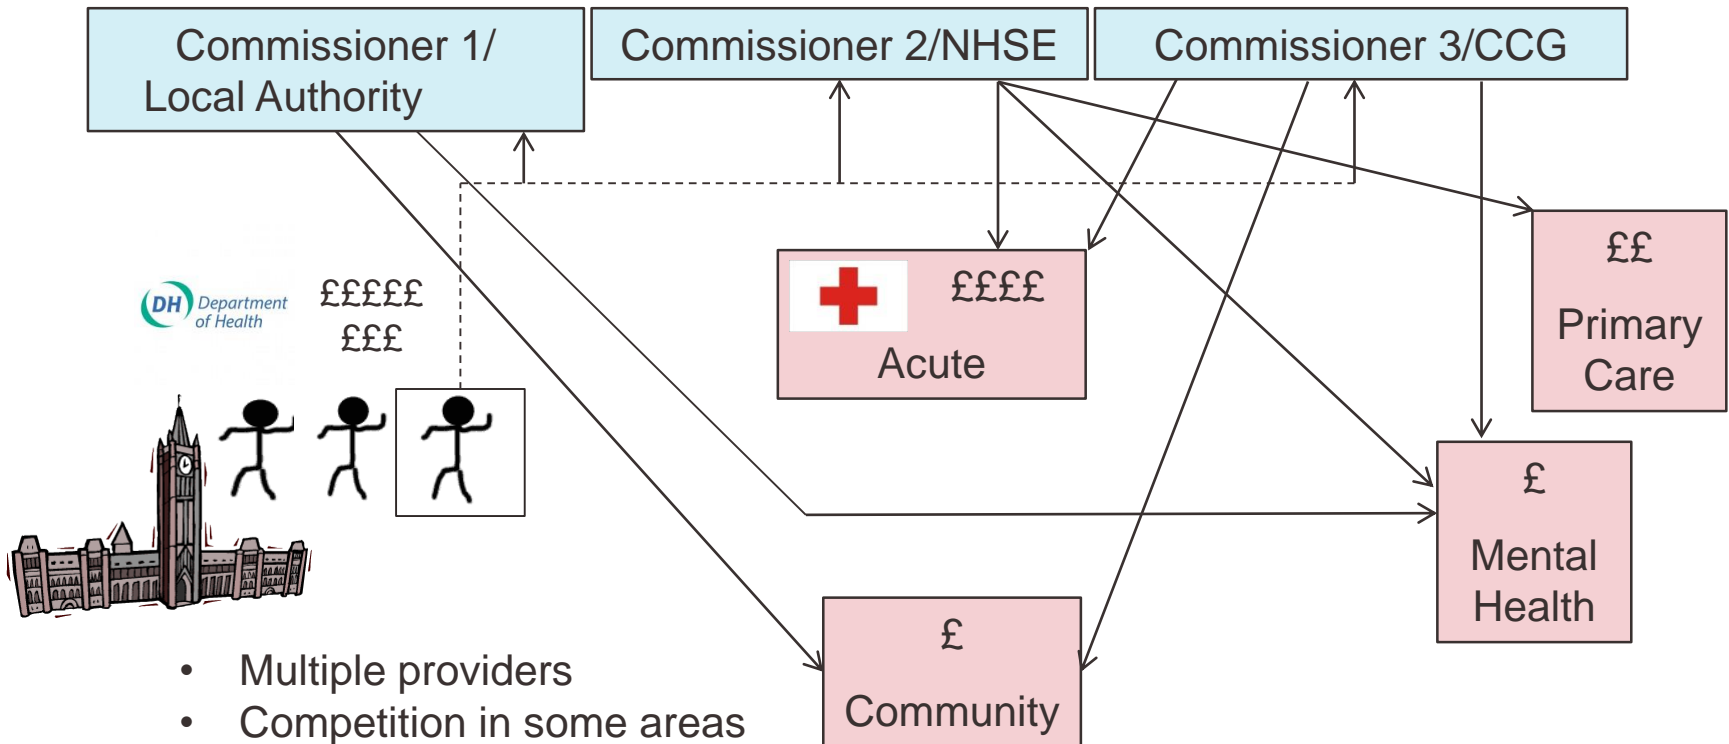 Commissioner 1/
Local Authority
Commissioner 2/NHSE
Commissioner 3/CCG
DH Department
of Health
£££££
£££
££££
Acute
££
Primary
Care
£
Mental
Health
£
Community
• Multiple providers
• Competition in some areas